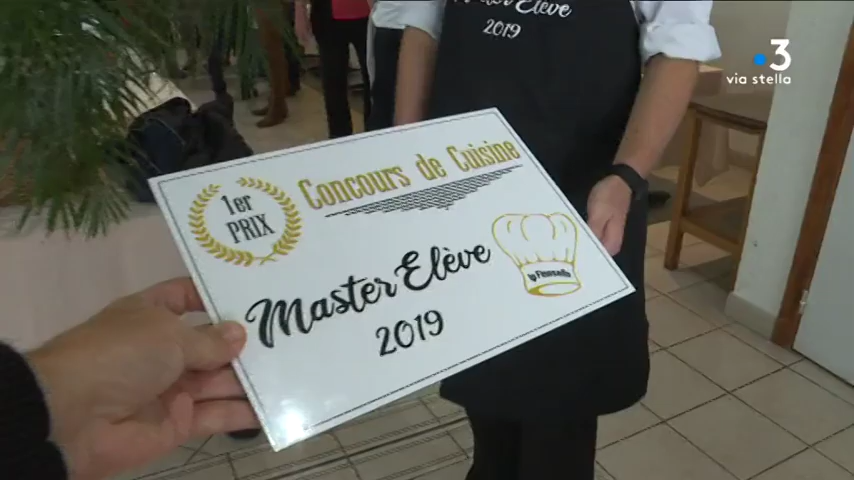 Master Elève
2019
3
via stella
1er
PRIX
Concours de Cuisine
Master Elève
2019